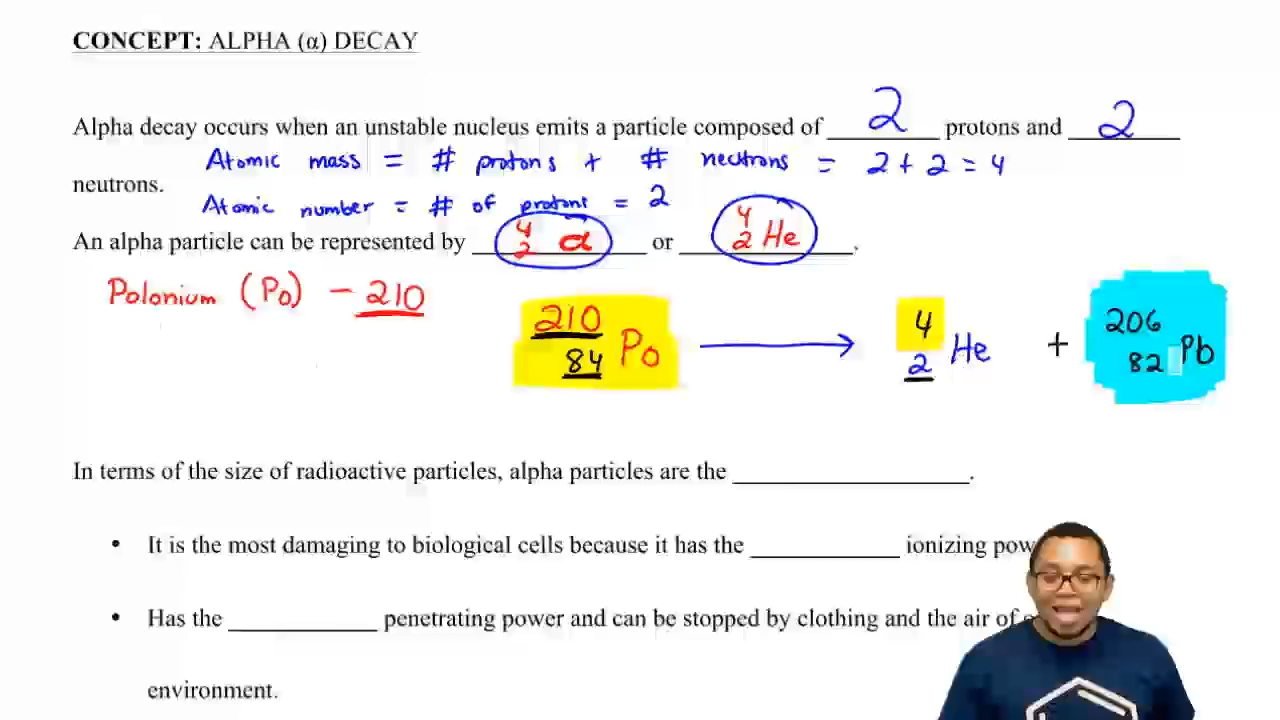 CONCEPT: ALPHA (α) DECAY
Alpha decay occurs when an unstable nucleus emits a particle composed of 2 protons and 2
Atomic mass = # protons + # neutrons = 2 + 2 = 4
neutrons.
Atomic number = # of protons = 2
An alpha particle can be represented by 4 2 α or 4 2 He.
Polonium (Po) - 210
210 84 Po → 4 2 He + 206 82 Pb
In terms of the size of radioactive particles, alpha particles are the ____________________.
• It is the most damaging to biological cells because it has the ____________ ionizing
• Has the ____________ penetrating power and can be stopped by clothing and the air of
environment.